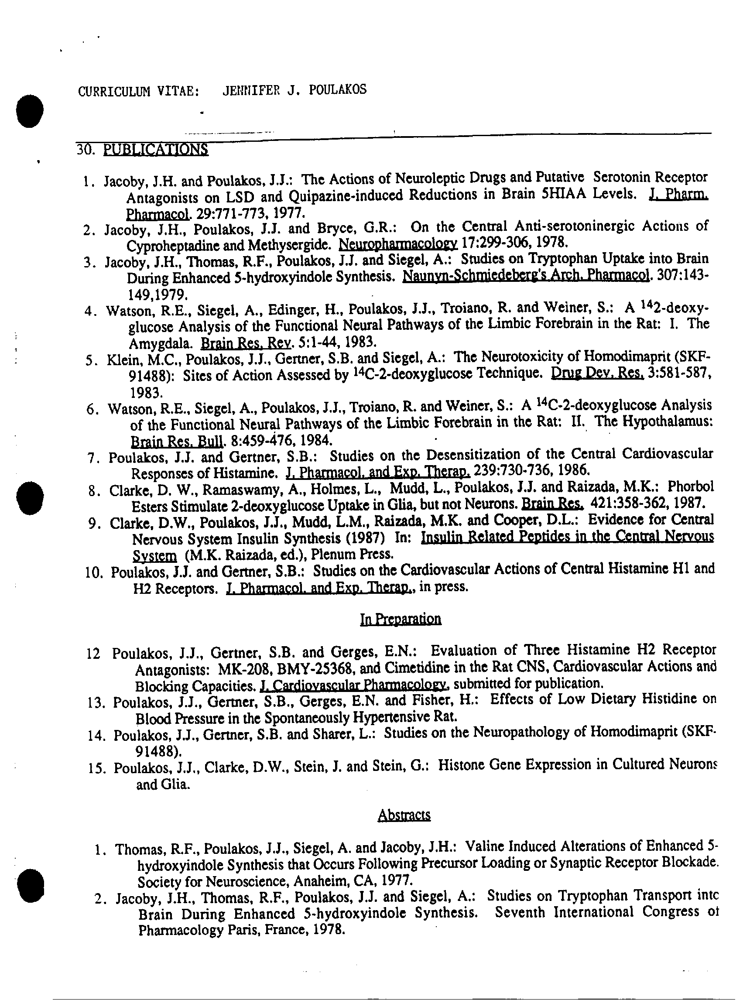 CURRICULUM VITAE: JENNIFER J. POULAKOS
30. PUBLICATIONS
1. Jacoby, J.H. and Poulakos, J.J.: The Actions of Neuroleptic Drugs and Putative Serotonin Receptor
Antagonists on LSD and Quipazine-induced Reductions in Brain 5HIAA Levels. J. Pharm.
Pharmacol. 29:771-773, 1977.
2. Jacoby, J.H., Poulakos, J.J. and Bryce, G.R.: On the Central Anti-serotoninergic Actions of
Cyproheptadine and Methysergide. Neuropharmacology 17:299-306, 1978.
3. Jacoby, J.H., Thomas, R.F., Poulakos, J.J. and Siegel, A.: Studies on Tryptophan Uptake into Brain
During Enhanced 5-hydroxyindole Synthesis. Naunyn-Schmiedeberg's Arch. Pharmacol. 307:143-
149,1979.
4. Watson, R.E., Siegel, A., Edinger, H., Poulakos, J.J., Troiano, R. and Weiner, S.: A ¹⁴2-deoxy-
glucose Analysis of the Functional Neural Pathways of the Limbic Forebrain in the Rat: I. The
Amygdala. Brain Res. Rev. 5:1-44, 1983.
5. Klein, M.C., Poulakos, J.J., Gertner, S.B. and Siegel, A.: The Neurotoxicity of Homodimaprit (SKF-
91488): Sites of Action Assessed by ¹⁴C-2-deoxyglucose Technique. Drug Dev. Res. 3:581-587,
1983.
6. Watson, R.E., Siegel, A., Poulakos, J.J., Troiano, R. and Weiner, S.: A ¹⁴C-2-deoxyglucose Analysis
of the Functional Neural Pathways of the Limbic Forebrain in the Rat: II. The Hypothalamus:
Brain Res. Bull. 8:459-476, 1984.
7. Poulakos, J.J. and Gertner, S.B.: Studies on the Desensitization of the Central Cardiovascular
Responses of Histamine. J. Pharmacol. and Exp. Therap. 239:730-736, 1986.
8. Clarke, D. W., Ramaswamy, A., Holmes, L., Mudd, L., Poulakos, J.J. and Raizada, M.K.: Phorbol
Esters Stimulate 2-deoxyglucose Uptake in Glia, but not Neurons. Brain Res. 421:358-362, 1987.
9. Clarke, D.W., Poulakos, J.J., Mudd, L.M., Raizada, M.K. and Cooper, D.L.: Evidence for Central
Nervous System Insulin Synthesis (1987) In: Insulin Related Peptides in the Central Nervous
System (M.K. Raizada, ed.), Plenum Press.
10. Poulakos, J.J. and Gertner, S.B.: Studies on the Cardiovascular Actions of Central Histamine H1 and
H2 Receptors. J. Pharmacol. and Exp. Therap., in press.
In Preparation
12 Poulakos, J.J., Gertner, S.B. and Gerges, E.N.: Evaluation of Three Histamine H2 Receptor
Antagonists: MK-208, BMY-25368, and Cimetidine in the Rat CNS, Cardiovascular Actions and
Blocking Capacities. J. Cardiovascular Pharmacology, submitted for publication.
13. Poulakos, J.J., Gertner, S.B., Gerges, E.N. and Fisher, H.: Effects of Low Dietary Histidine on
Blood Pressure in the Spontaneously Hypertensive Rat.
14. Poulakos, J.J., Gertner, S.B. and Sharer, L.: Studies on the Neuropathology of Homodimaprit (SKF-
91488).
15. Poulakos, J.J., Clarke, D.W., Stein, J. and Stein, G.: Histone Gene Expression in Cultured Neurons
and Glia.
Abstracts
1. Thomas, R.F., Poulakos, J.J., Siegel, A. and Jacoby, J.H.: Valine Induced Alterations of Enhanced 5-
hydroxyindole Synthesis that Occurs Following Precursor Loading or Synaptic Receptor Blockade.
Society for Neuroscience, Anaheim, CA, 1977.
2. Jacoby, J.H., Thomas, R.F., Poulakos, J.J. and Siegel, A.: Studies on Tryptophan Transport into
Brain During Enhanced 5-hydroxyindole Synthesis. Seventh International Congress of
Pharmacology Paris, France, 1978.